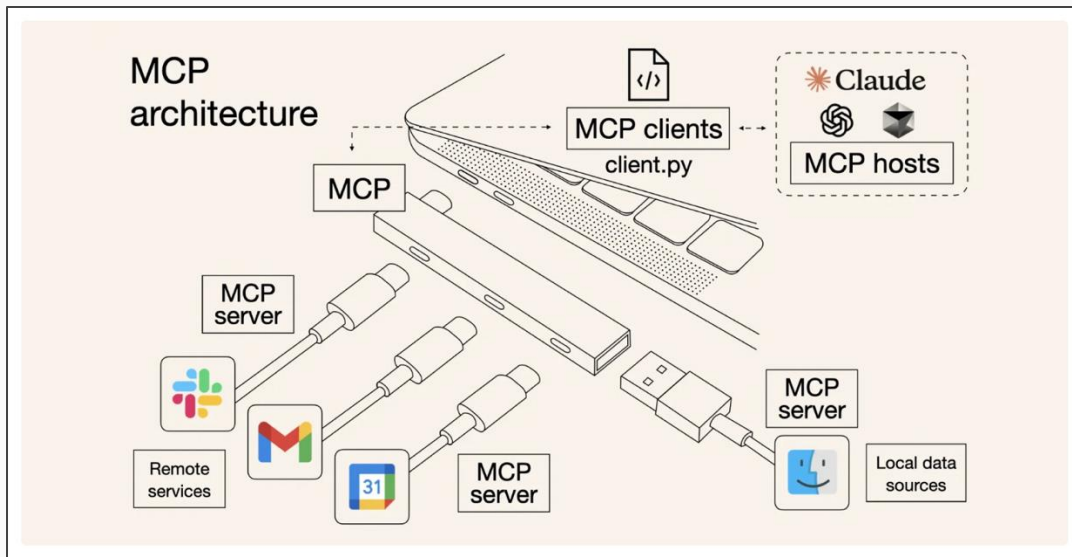 MCP
architecture
</>
MCP clients
client.py
Claude
MCP hosts
MCP
MCP
server
Remote
services
31
MCP
server
MCP
server
Local data
sources